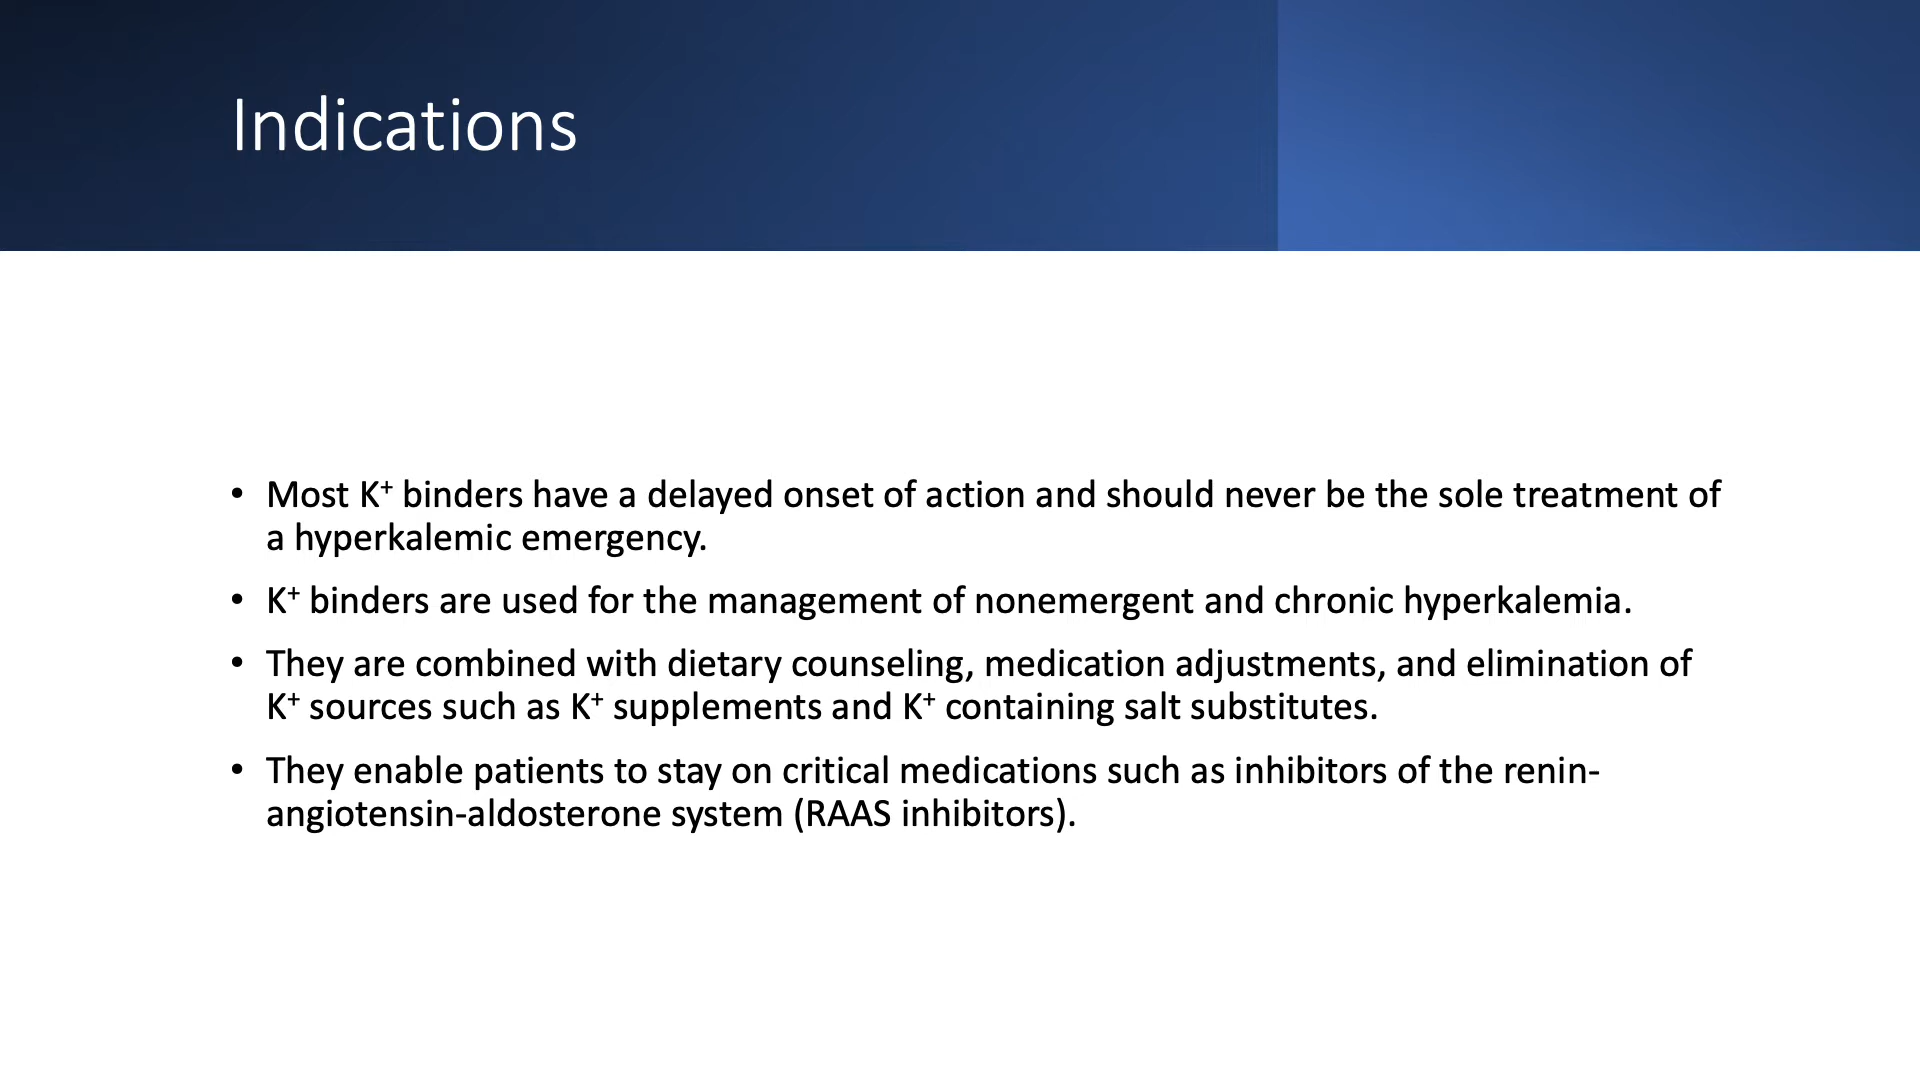 Indications
• Most K⁺ binders have a delayed onset of action and should never be the sole treatment of
a hyperkalemic emergency.
• K⁺ binders are used for the management of nonemergent and chronic hyperkalemia.
• They are combined with dietary counseling, medication adjustments, and elimination of
K⁺ sources such as K⁺ supplements and K⁺ containing salt substitutes.
• They enable patients to stay on critical medications such as inhibitors of the renin-
angiotensin-aldosterone system (RAAS inhibitors).